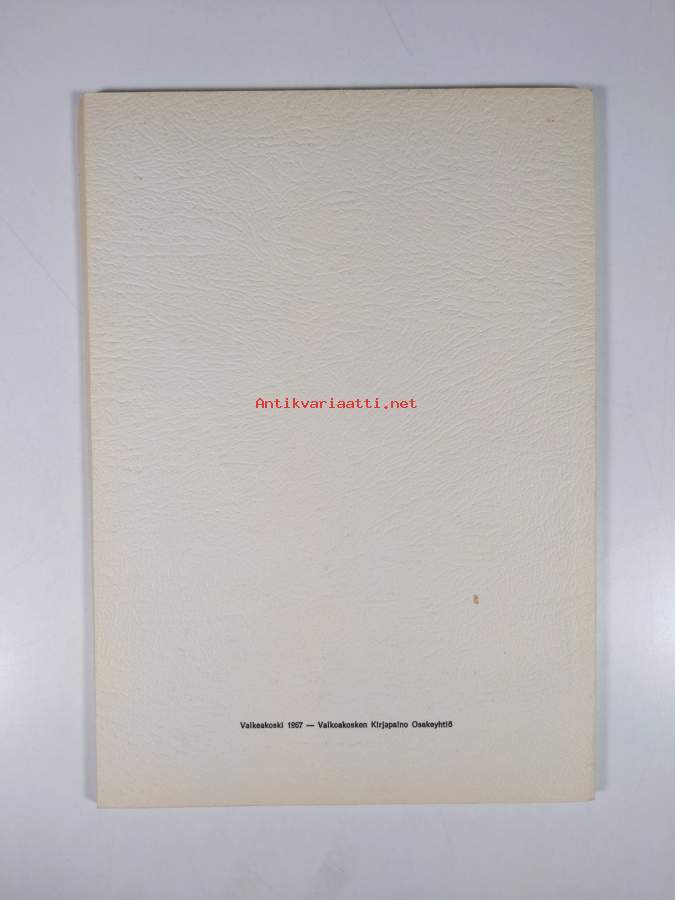 Antikvariaatti.net
Valkeakoski 1967 — Valkeakosken Kirjapaino Osakeyhtiö